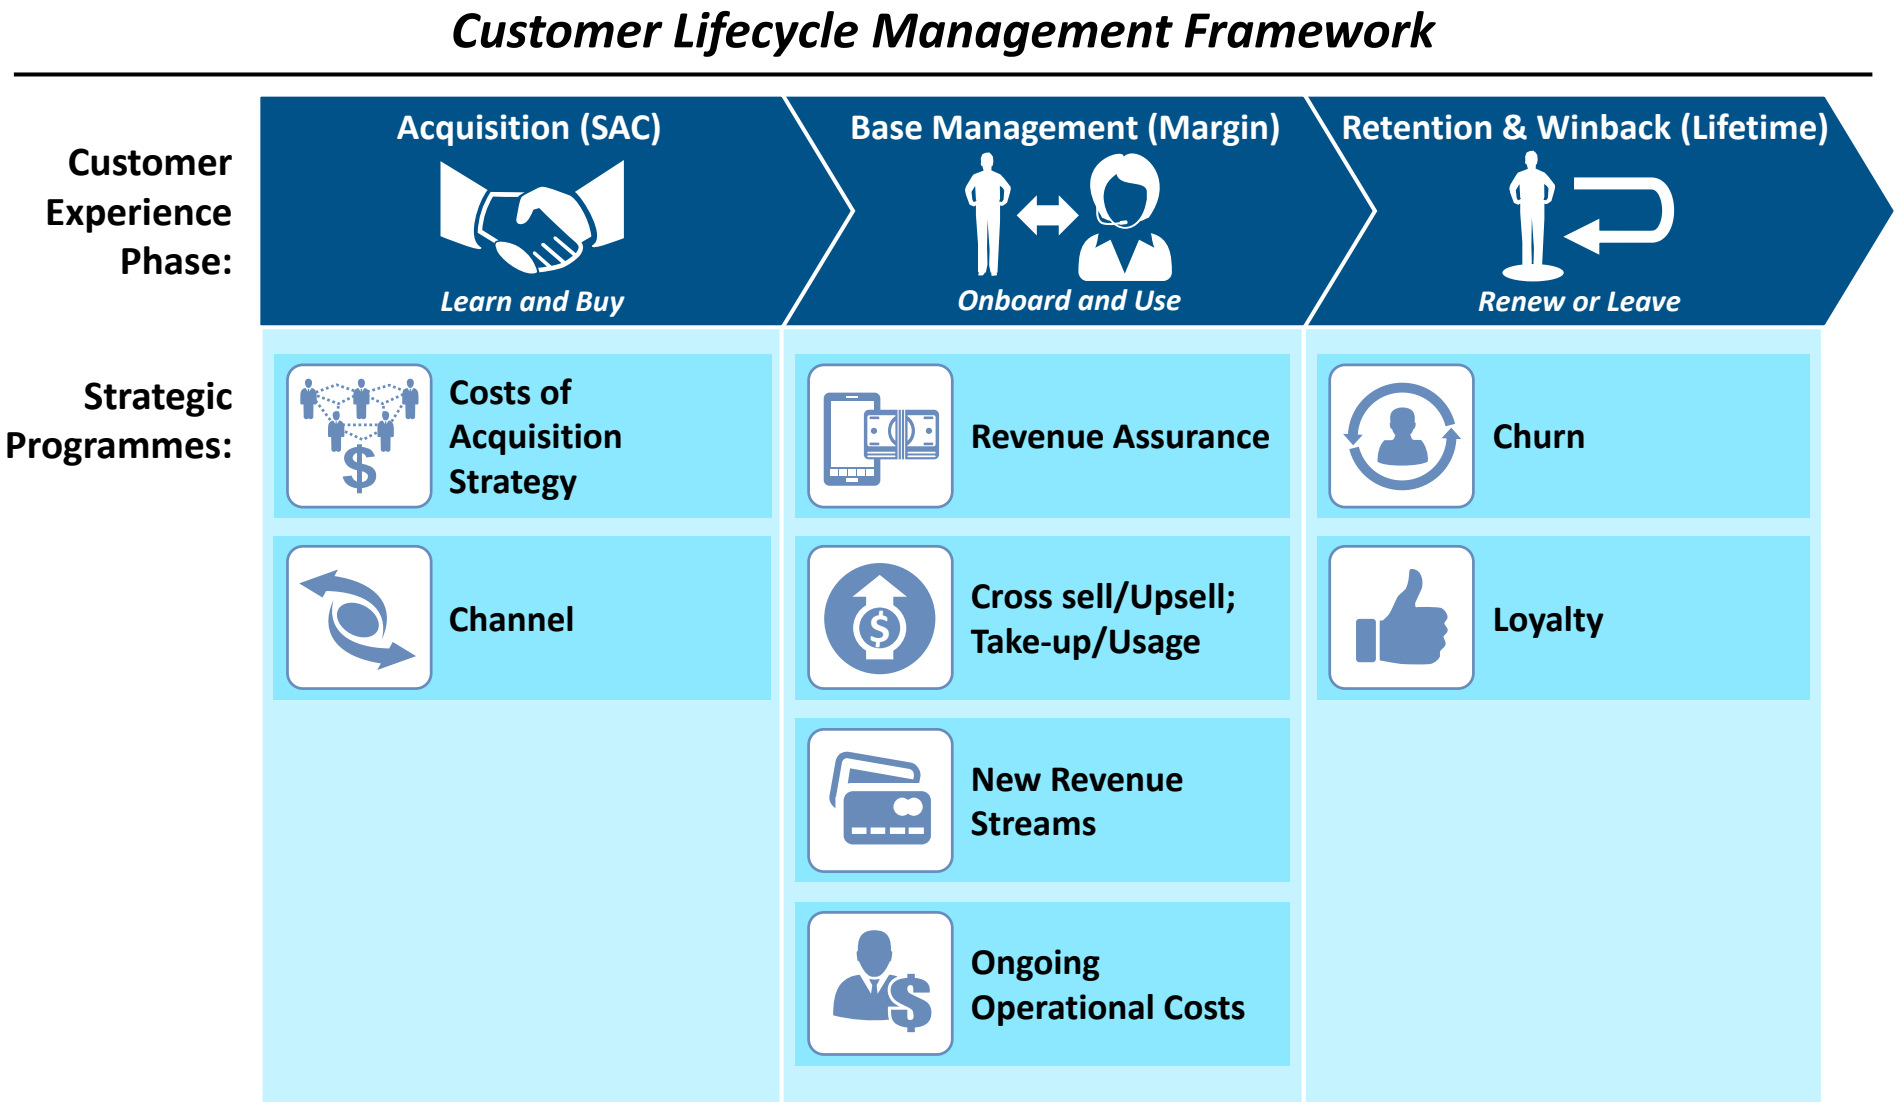 Customer Lifecycle Management Framework
Customer
Experience
Phase:
Acquisition (SAC)
Learn and Buy
Base Management (Margin)
Onboard and Use
Retention & Winback (Lifetime)
Renew or Leave
Strategic
Programmes:
$
Costs of
Acquisition
Strategy
Channel
Revenue Assurance
$
Cross sell/Upsell;
Take-up/Usage
New Revenue
Streams
$
Ongoing
Operational Costs
Churn
Loyalty